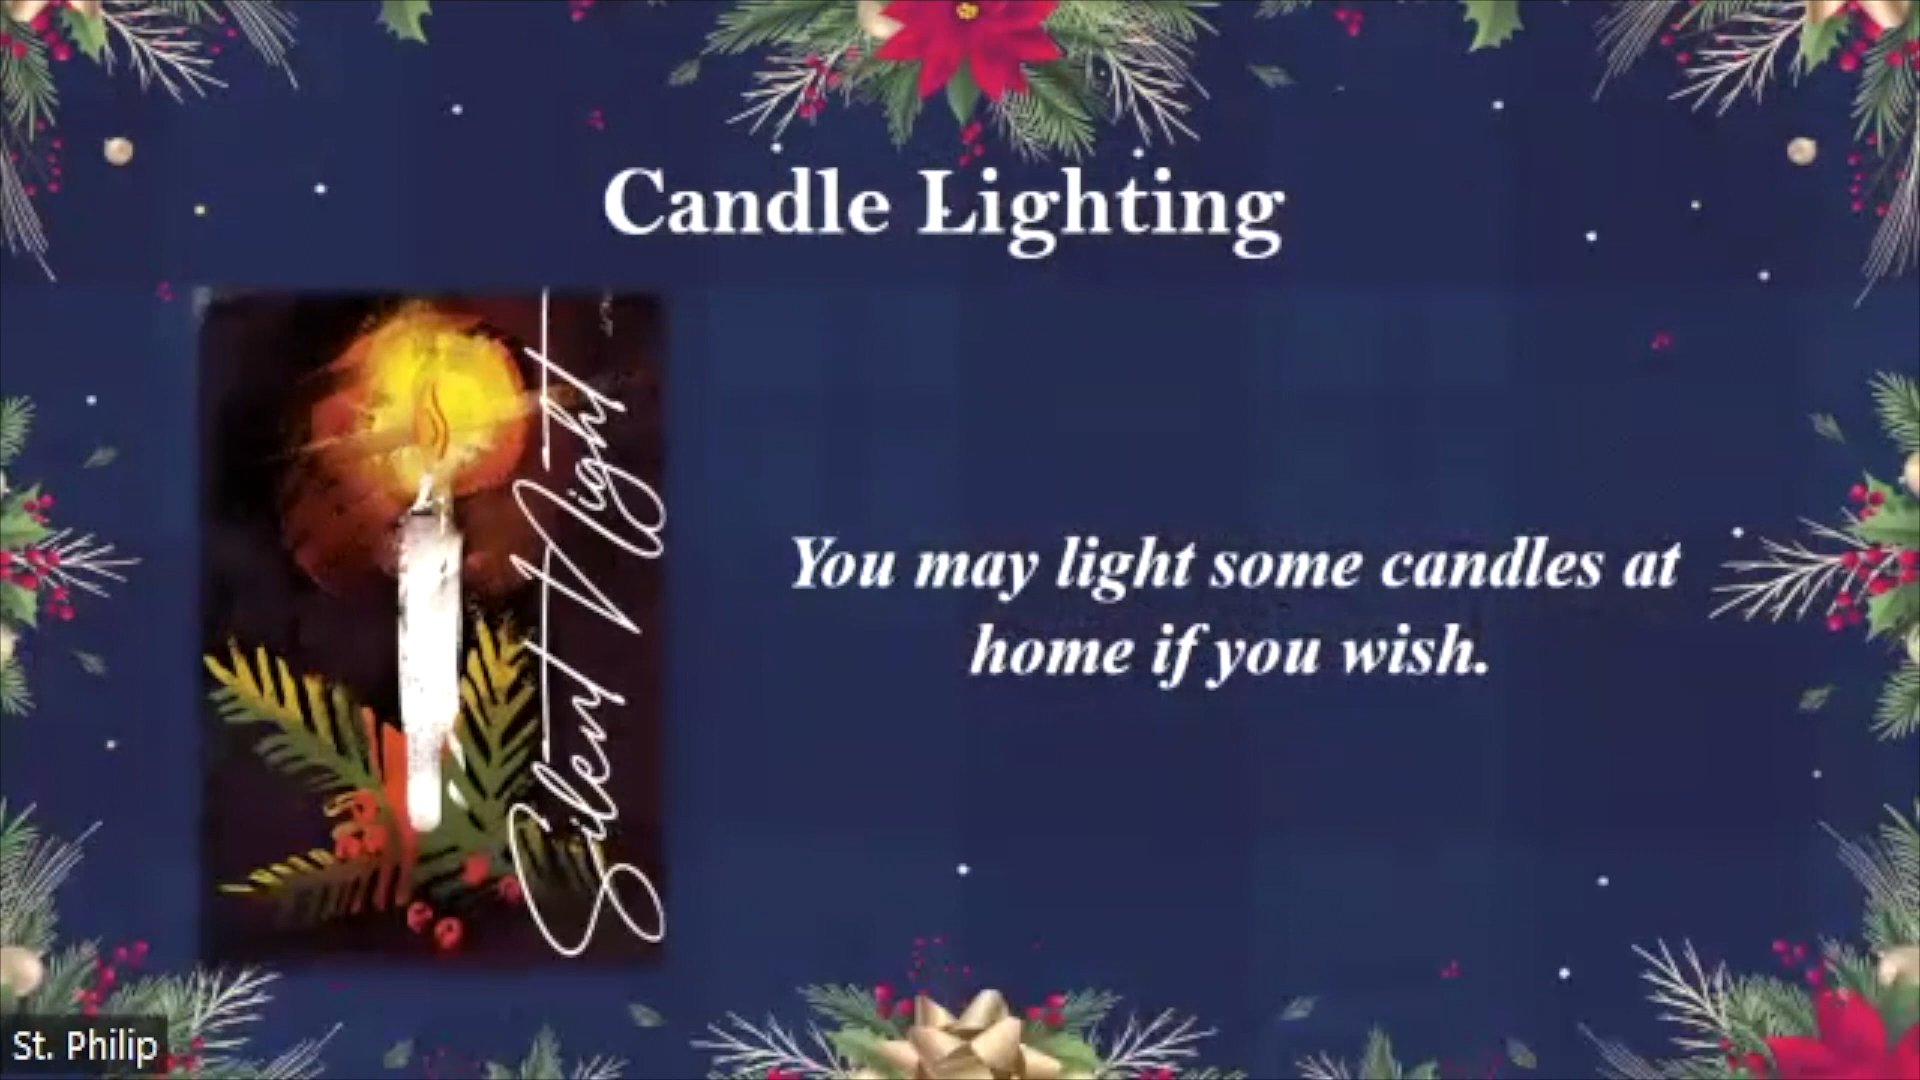 Candle Lighting
Silent Night
You may light some candles at
home if you wish.
St. Philip